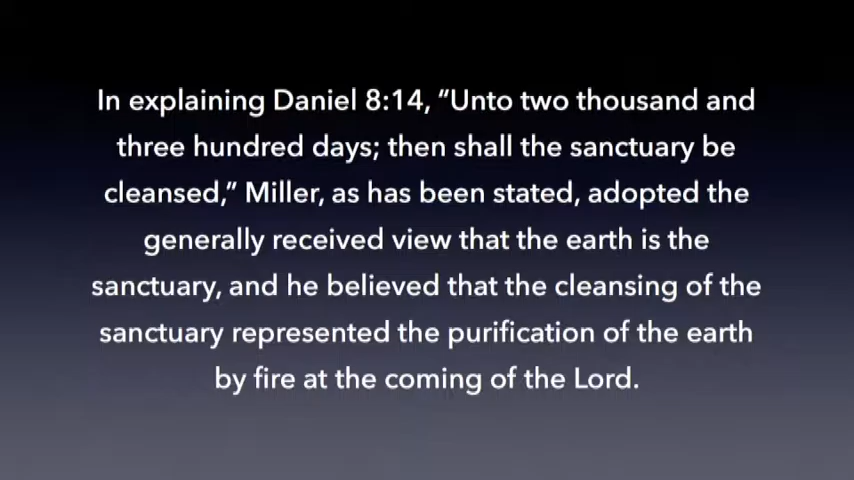 In explaining Daniel 8:14, “Unto two thousand and
three hundred days; then shall the sanctuary be
cleansed,” Miller, as has been stated, adopted the
generally received view that the earth is the
sanctuary, and he believed that the cleansing of the
sanctuary represented the purification of the earth
by fire at the coming of the Lord.